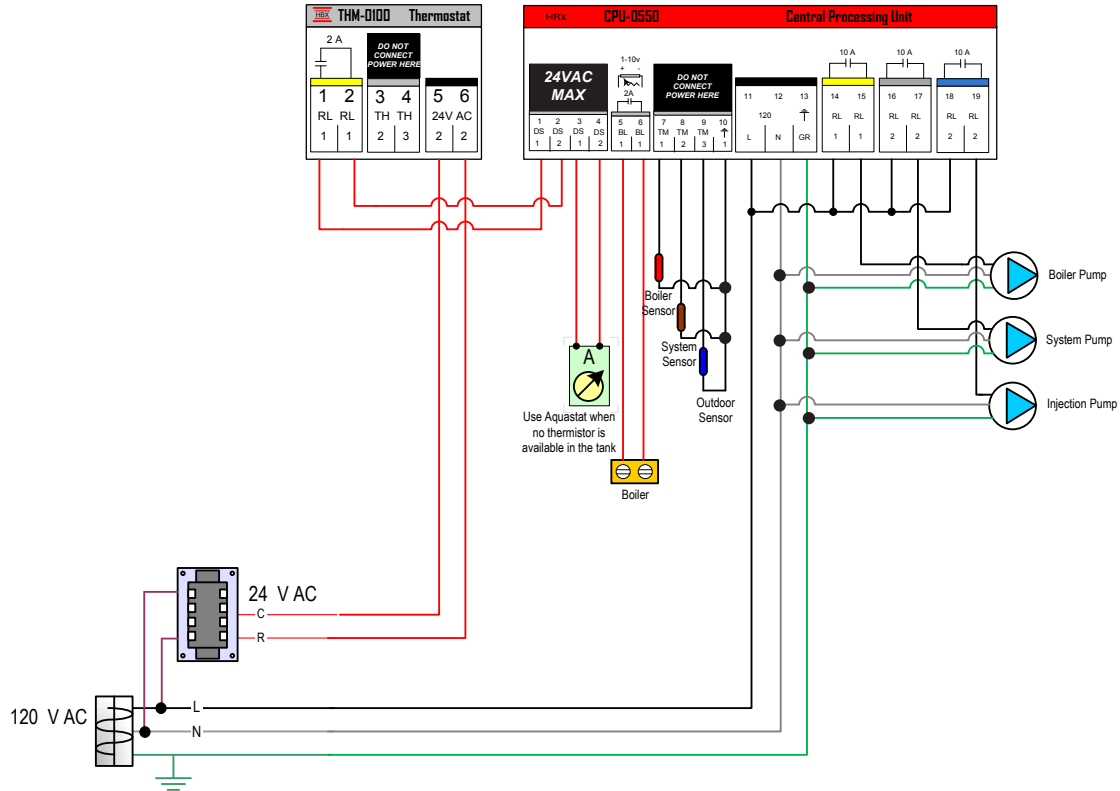 HBX THM-0100 Thermostat
2 A
DO NOT
CONNECT
POWER HERE
1 2 3 4 5 6
RL RL TH TH 24V AC
1 1 2 3 2 2
HBX CPU-0550 Central Processing Unit
24VAC
MAX
1-10v
+ -
2A
DO NOT
CONNECT
POWER HERE
10 A 10 A 10 A
1 2 3 4 5 6 7 8 9 10 11 12 13 14 15 16 17 18 19
DS DS DS DS BL BL TM TM TM 120 RL RL RL RL RL RL
1 2 1 2 1 1 1 2 3 1 L N GR 1 1 2 2 2 2
Boiler Pump
System Pump
Injection Pump
Boiler
Sensor
System
Sensor
Outdoor
Sensor
A
Use Aquastat when
no thermistor is
available in the tank
Boiler
24 V AC
C
R
120 V AC
L
N